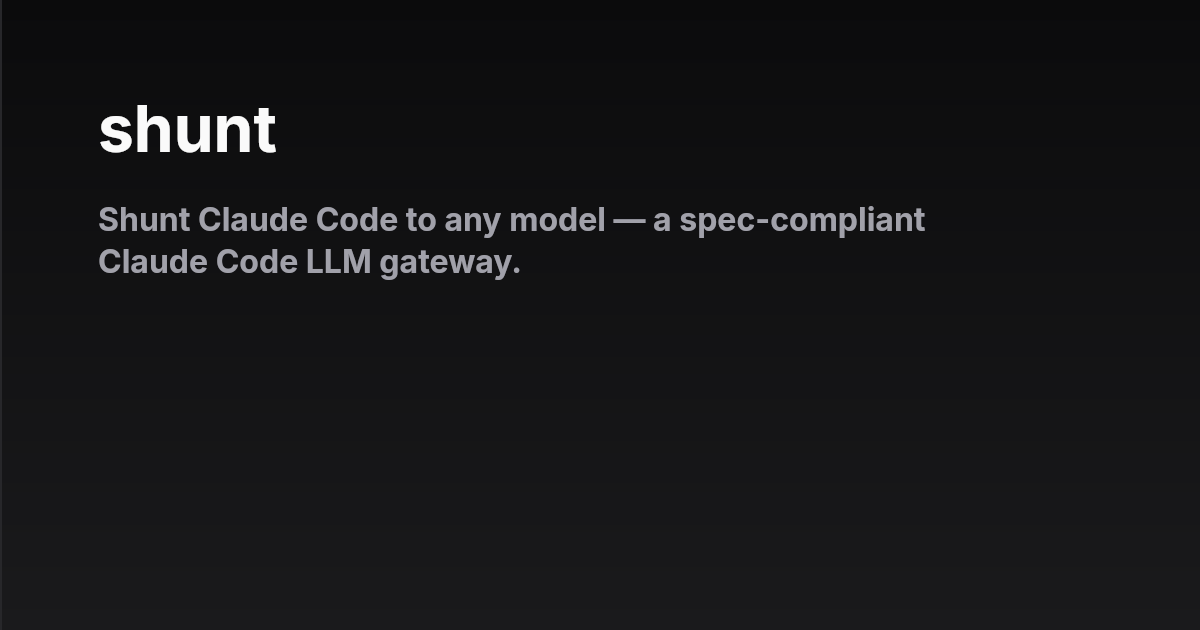 shunt
Shunt Claude Code to any model — a spec-compliant
Claude Code LLM gateway.